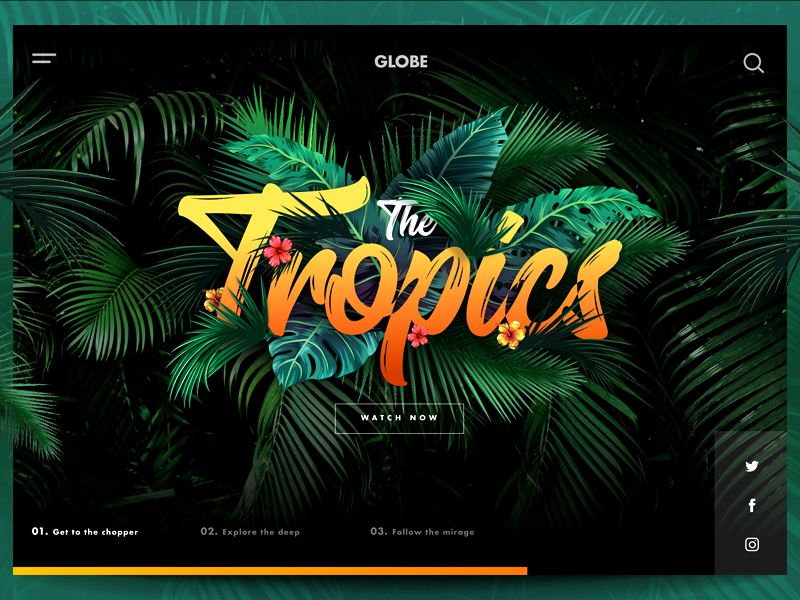 GLOBE
The
Tropics
WATCH NOW
01. Get to the chopper
02. Explore the deep
03. Follow the mirage